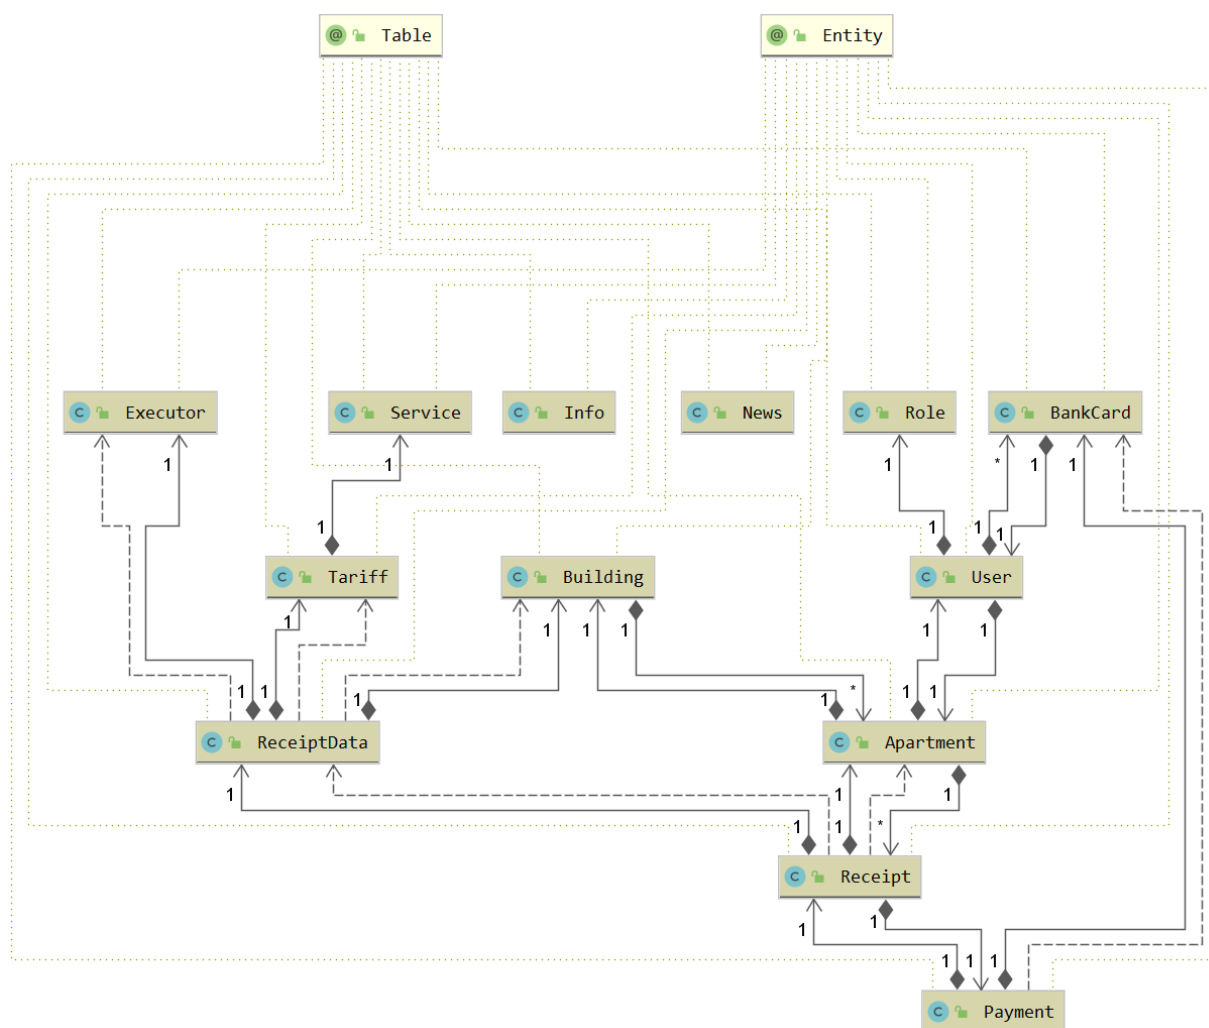 @ Table
@ Entity
C Executor
C Service
C Info
C News
C Role
C BankCard
1
1
1
*
1
1
1
1
1
1
C Tariff
C Building
C User
1
1
1
1
1
1
1
1
1
1
1
*
1
1
C ReceiptData
C Apartment
1
1
1
1
1
*
C Receipt
1
1
1
1
1
C Payment